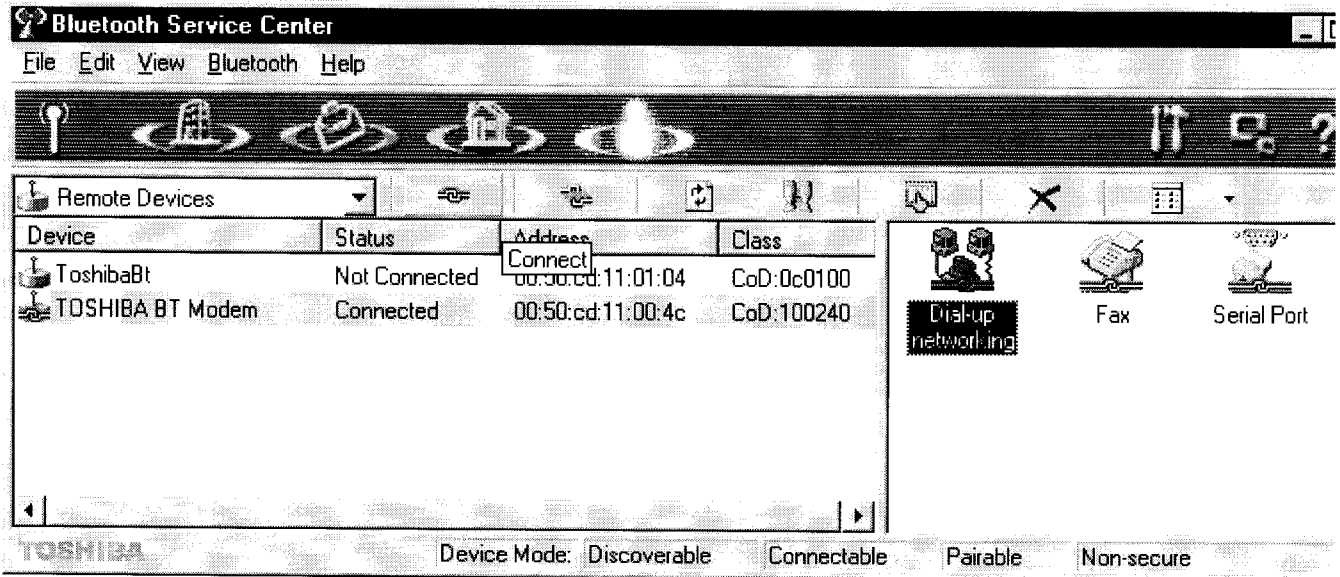 Bluetooth Service Center
File Edit View Bluetooth Help
Remote Devices
Device Status Address Class
Connect
ToshibaBt Not Connected 00:50:cd:11:01:04 CoD:0c0100
TOSHIBA BT Modem Connected 00:50:cd:11:00:4c CoD:100240
Dial-up networking
Fax
Serial Port
TOSHIBA Device Mode: Discoverable Connectable Pairable Non-secure